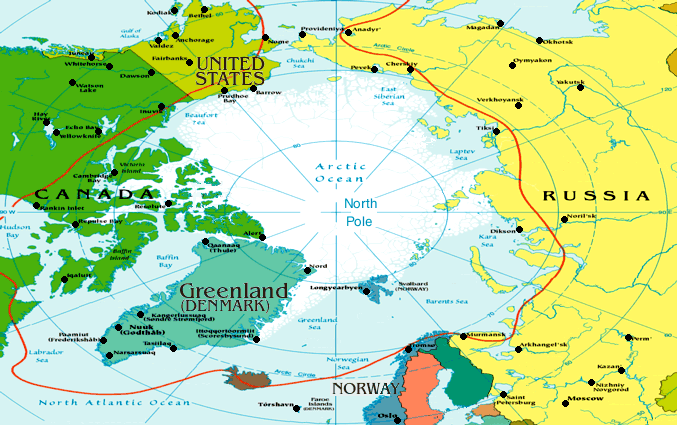 Kodiak
Bethel
Gulf of
Alaska
Anchorage
Valdez
Nome
Provideniya
Anadyr'
Magadan
Okhotsk
Arctic Circle
Juneau
Whitehorse
Fairbanks
Dawson
UNITED
STATES
Chukchi
Sea
Pevek
Cherskiy
Oymyakon
Yakutsk
120
Watson
Lake
Prudhoe
Bay
Barrow
East
Siberian
Sea
Verkhoyansk
Inuvik
Beaufort
Sea
Hay
River
Echo Bay
Yellowknife
Tiksi
Laptev
Sea
Victoria
Island
Cambridge
Bay
Arctic
Ocean
CANADA
RUSSIA
North
Pole
Rankin Inlet
Resolute
90 W
90 E
Repulse Bay
Noril'sk
Hudson
Bay
Alert
Dikson
Kara
Sea
Baffin
Island
Baffin
Bay
Qaanaaq
(Thule)
Nord
Iqaluit
Greenland
(DENMARK)
Longyearbyen
Svalbard
(NORWAY)
Barents Sea
Kangerlussuaq
(Søndre Strømfjord)
Nuuk
(Godthåb)
Ittoqqortoormiit
(Scoresbysund)
Greenland
Sea
Paamiut
(Frederikshåb)
Tasiilaq
Narsarsuaq
Labrador
Sea
Murmansk
Tromsø
Arkhangel'sk
Perm'
Norwegian
Sea
Arctic Circle
Kazan
Nizhniy
Novgorod
NORWAY
Moscow
Saint
Petersburg
North Atlantic Ocean
Tórshavn
Faroe
Islands
(DENMARK)
Oslo